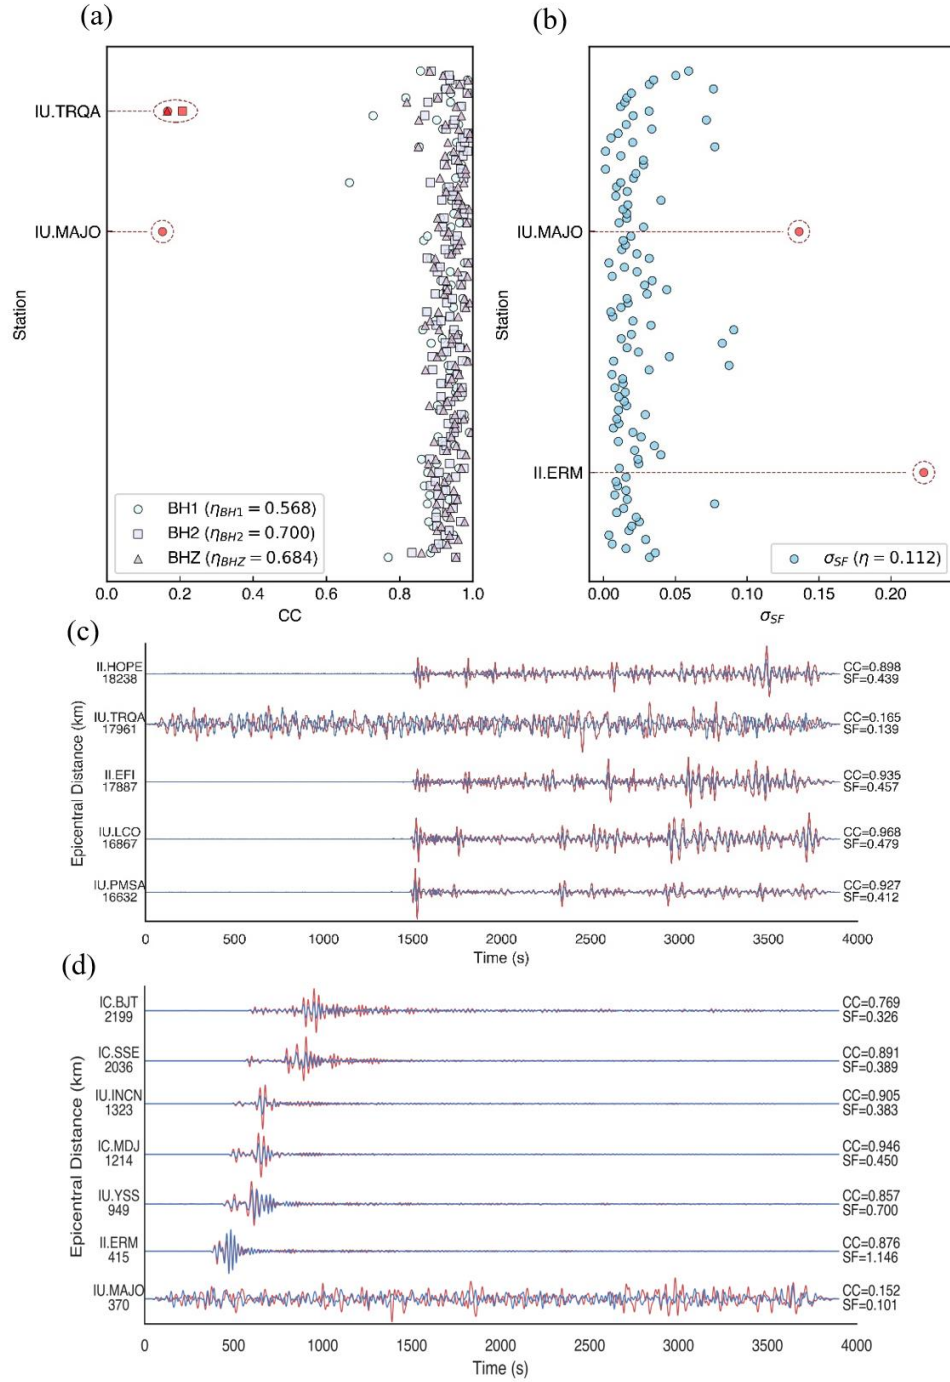 (a)
IU.TRQA
IU.MAJO
Station
BH1 (η_BH1 = 0.568)
BH2 (η_BH2 = 0.700)
BHZ (η_BHZ = 0.684)
0.0 0.2 0.4 0.6 0.8 1.0
CC
(b)
IU.MAJO
II.ERM
Station
σ_SF (η = 0.112)
0.00 0.05 0.10 0.15 0.20
σ_SF
(c)
Epicentral Distance (km)
II.HOPE
18238
CC=0.898
SF=0.439
IU.TRQA
17961
CC=0.165
SF=0.139
II.EFI
17887
CC=0.935
SF=0.457
IU.LCO
16867
CC=0.968
SF=0.479
IU.PMSA
16632
CC=0.927
SF=0.412
0 500 1000 1500 2000 2500 3000 3500 4000
Time (s)
(d)
Epicentral Distance (km)
IC.BJT
2199
CC=0.769
SF=0.326
IC.SSE
2036
CC=0.891
SF=0.389
IU.INCN
1323
CC=0.905
SF=0.383
IC.MDJ
1214
CC=0.946
SF=0.450
IU.YSS
949
CC=0.857
SF=0.700
II.ERM
415
CC=0.876
SF=1.146
IU.MAJO
370
CC=0.152
SF=0.101
0 500 1000 1500 2000 2500 3000 3500 4000
Time (s)